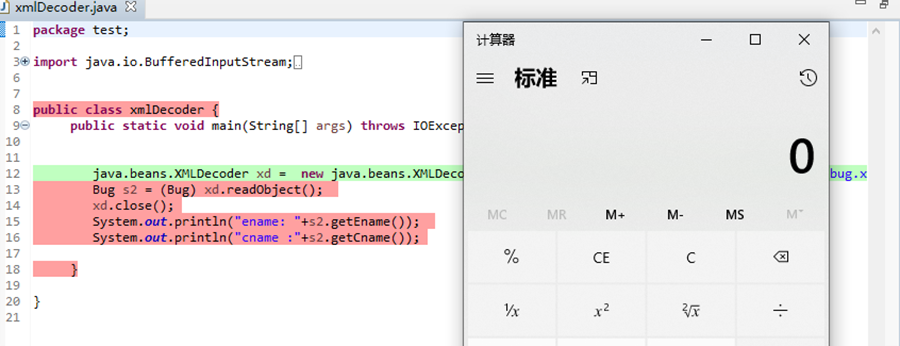 xmlDecoder.java
1 package test;
2
3 import java.io.BufferedInputStream;
6
7
8 public class xmlDecoder {
9 public static void main(String[] args) throws IOExcep
10
11
12 java.beans.XMLDecoder xd = new java.beans.XMLDeco bug.x
13 Bug s2 = (Bug) xd.readObject();
14 xd.close();
15 System.out.println("ename: "+s2.getEname());
16 System.out.println("cname :"+s2.getCname());
17
18 }
19
20 }
21
计算器
标准
0
MC MR M+ M- MS M˅
% CE C ⌫
¹/x x² ²√x ÷